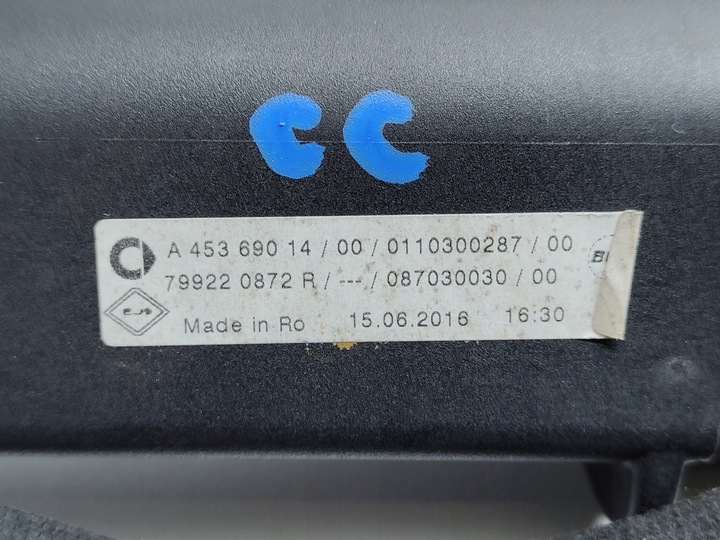 CC
A 453 690 14 / 00 / 0110300287 / 00
79922 0872 R / --- / 087030030 / 00
Made in Ro 15.06.2016 16:30